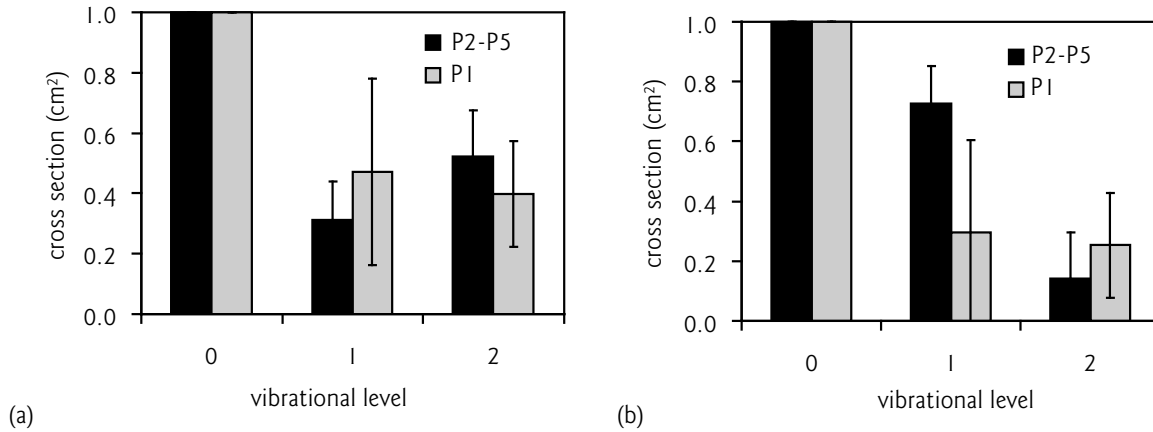 1.0
0.8
0.6
0.4
0.2
0.0
cross section (cm²)
P2-P5
P1
0 1 2
vibrational level
(a)
1.0
0.8
0.6
0.4
0.2
0.0
cross section (cm²)
P2-P5
P1
0 1 2
vibrational level
(b)